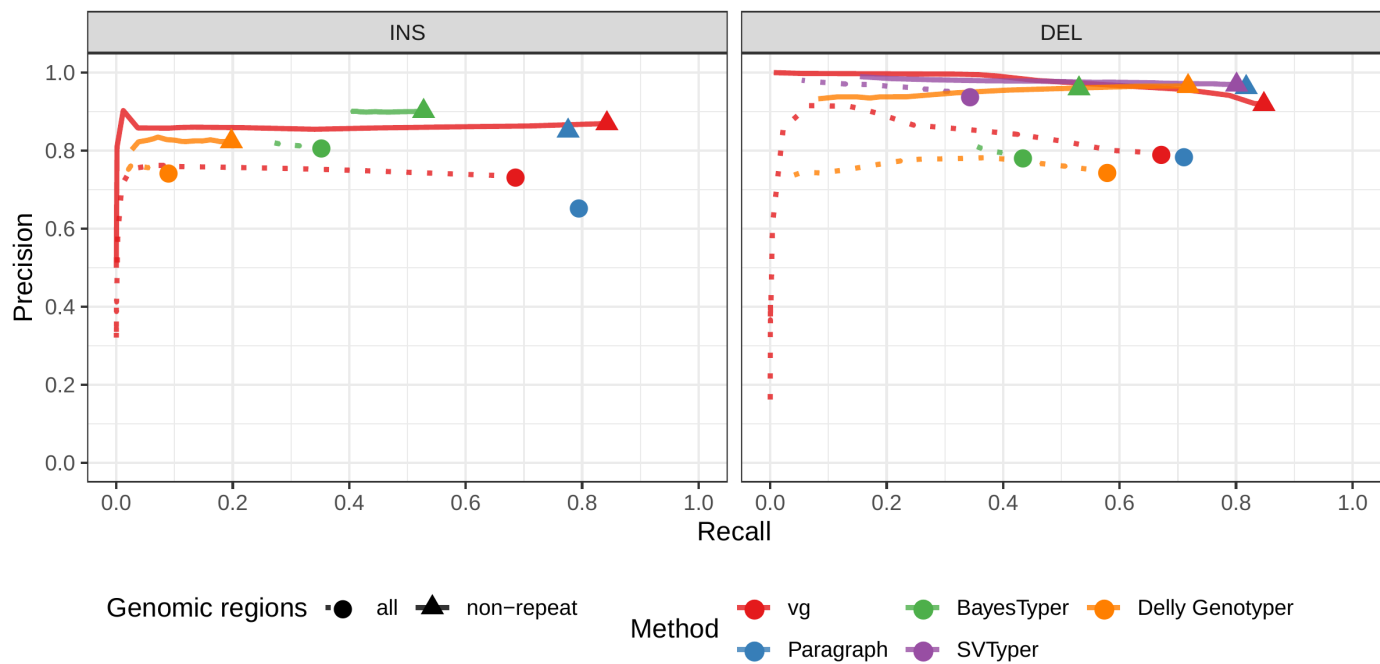 INS DEL
Precision
1.0
0.8
0.6
0.4
0.2
0.0
0.0 0.2 0.4 0.6 0.8 1.0 0.0 0.2 0.4 0.6 0.8 1.0
Recall
Genomic regions all non−repeat
Method
vg BayesTyper Delly Genotyper
Paragraph SVTyper